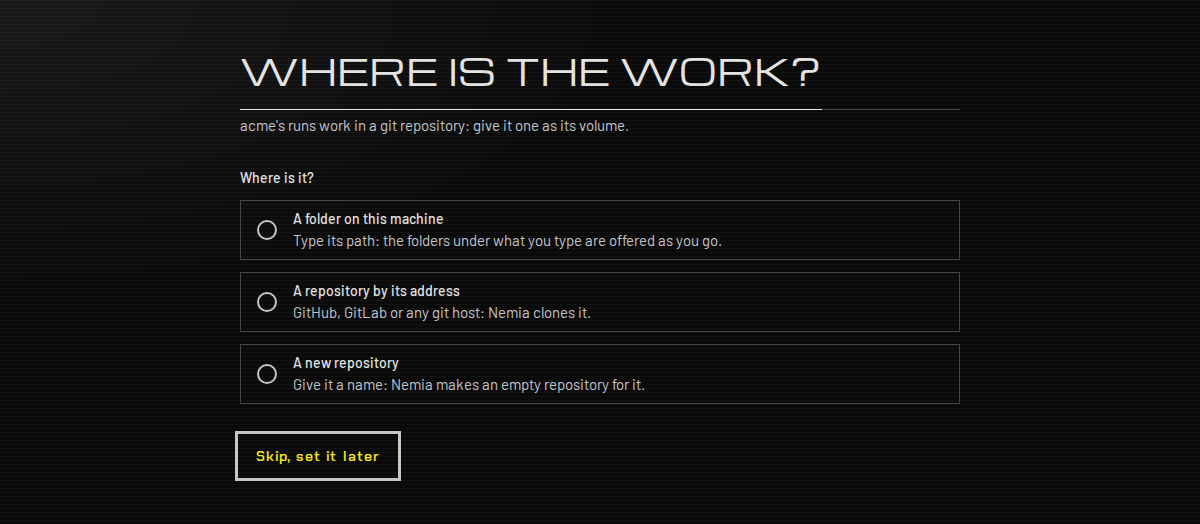 WHERE IS THE WORK?
acme's runs work in a git repository: give it one as its volume.
Where is it?
A folder on this machine
Type its path: the folders under what you type are offered as you go.
A repository by its address
GitHub, GitLab or any git host: Nemia clones it.
A new repository
Give it a name: Nemia makes an empty repository for it.
Skip, set it later